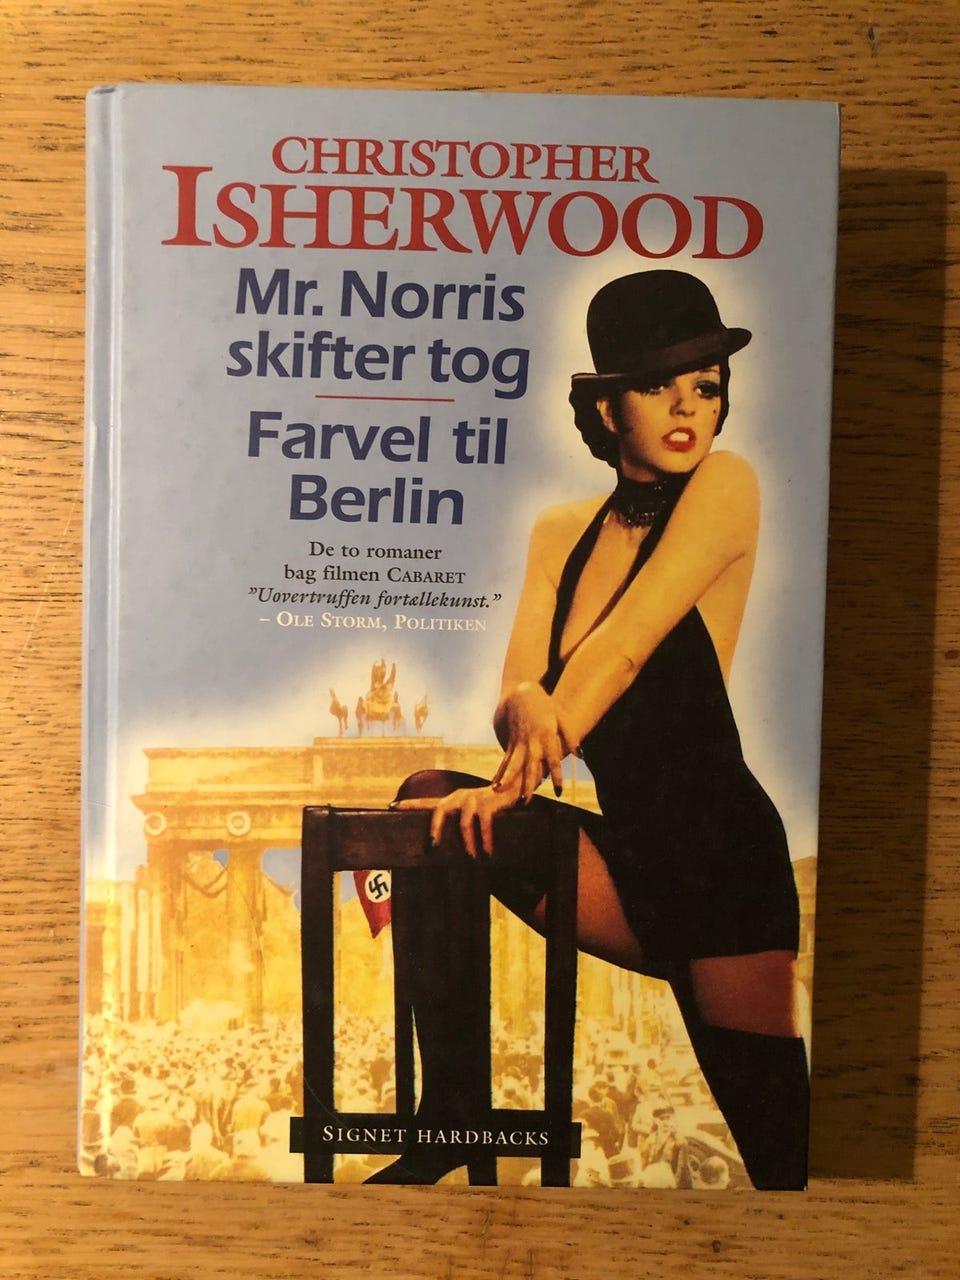 CHRISTOPHER
ISHERWOOD
Mr. Norris
skifter tog
Farvel til
Berlin
De to romaner
bag filmen CABARET
”Uovertruffen fortællekunst.”
– OLE STORM, POLITIKEN
SIGNET HARDBACKS